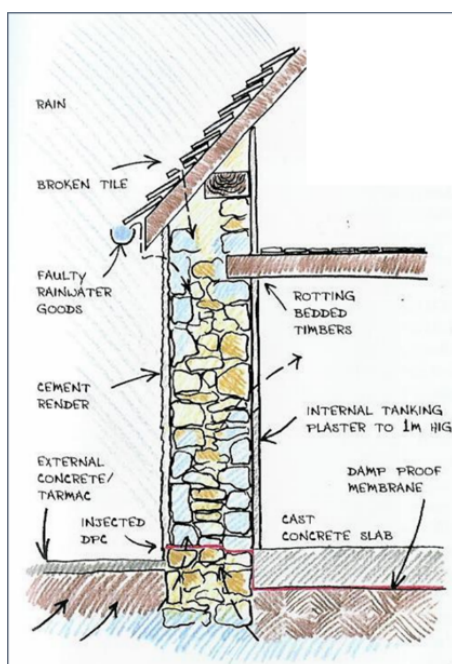 RAIN
BROKEN TILE
FAULTY
RAINWATER
GOODS
ROTTING
BEDDED
TIMBERS
CEMENT
RENDER
INTERNAL TANKING
PLASTER TO 1M HIG
EXTERNAL
CONCRETE/
TARMAC
DAMP PROOF
MEMBRANE
INJECTED
DPC
CAST
CONCRETE SLAB